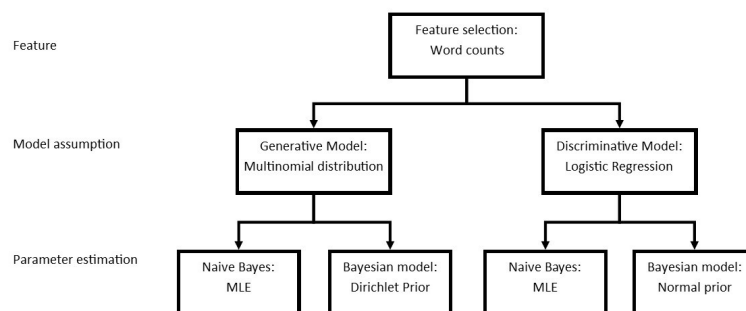 Feature
Feature selection:
Word counts
Model assumption
Generative Model:
Multinomial distribution
Discriminative Model:
Logistic Regression
Parameter estimation
Naive Bayes:
MLE
Bayesian model:
Dirichlet Prior
Naive Bayes:
MLE
Bayesian model:
Normal prior